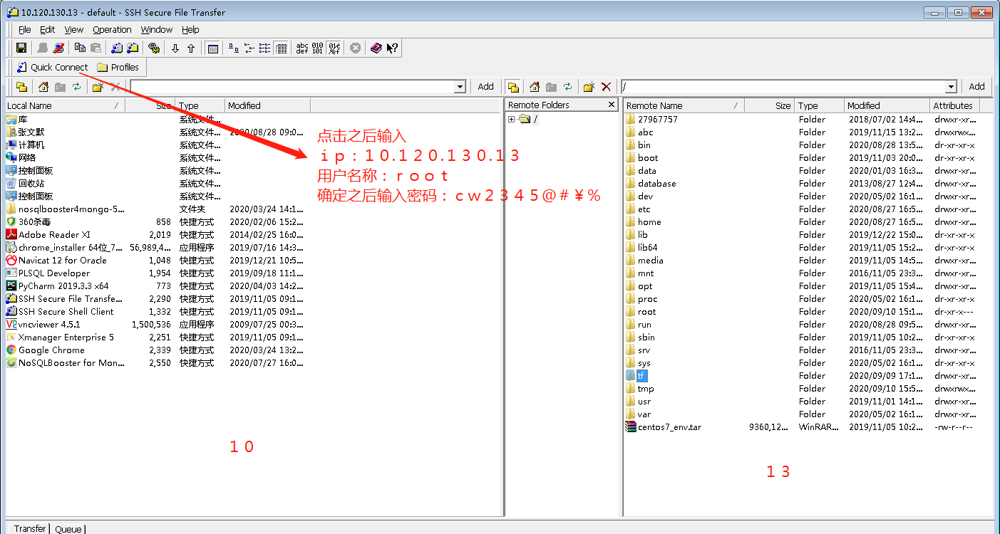 10.120.130.13 - default - SSH Secure File Transfer
File Edit View Operation Window Help
abc def 010 101
Quick Connect Profiles
Add / Add
Local Name / Size Type Modified
库 系统文件...
张文默 系统文件... 2020/08/28 09:0...
计算机 系统文件...
网络 系统文件...
控制面板 系统文件...
回收站 系统文件...
控制面板 系统文件...
nosqlbooster4mongo-5... 文件夹 2020/03/24 14:1...
360杀毒 858 快捷方式 2020/02/06 15:2...
Adobe Reader XI 2,019 快捷方式 2014/02/25 16:0...
chrome_installer 64位_7... 56,989,4... 应用程序 2019/07/16 14:3...
Navicat 12 for Oracle 1,048 快捷方式 2019/12/21 10:5...
PLSQL Developer 1,954 快捷方式 2019/09/18 11:1...
PyCharm 2019.3.3 x64 773 快捷方式 2020/04/03 14:2...
SSH Secure File Transfe... 2,290 快捷方式 2019/11/05 09:1...
SSH Secure Shell Client 1,332 快捷方式 2019/11/05 09:1...
vncviewer 4.5.1 1,500,536 应用程序 2009/07/25 00:3...
Xmanager Enterprise 5 2,251 快捷方式 2019/11/05 09:1...
Google Chrome 2,339 快捷方式 2020/03/24 13:2...
NoSQLBooster for Mon... 2,550 快捷方式 2020/07/27 16:0...
点击之后输入
ｉｐ：１０.１２０.１３０.１３
用户名称：ｒｏｏｔ
确定之后输入密码：ｃｗ２３４５@＃￥％
１０
Remote Folders
/
Remote Name / Size Type Modified Attributes
27967757 Folder 2018/07/02 14:4... drwxr-xr...
abc Folder 2019/11/15 13:2... drwxrwx...
bin Folder 2020/08/28 13:5... dr-xr-xr-x
boot Folder 2019/11/03 20:0... dr-xr-xr...
data Folder 2020/01/03 16:3... drwxr-xr...
database Folder 2013/08/27 12:4... drwxr-xr...
dev Folder 2020/05/02 16:1... drwxr-xr...
etc Folder 2020/08/27 16:5... drwxr-xr...
home Folder 2020/08/27 16:5... drwxr-xr...
lib Folder 2019/12/22 15:0... dr-xr-xr-x
lib64 Folder 2019/11/05 15:2... dr-xr-xr-x
media Folder 2019/11/05 14:5... drwxr-xr...
mnt Folder 2016/11/05 23:3... drwxr-xr...
opt Folder 2019/11/05 15:4... drwxr-xr...
proc Folder 2020/05/02 16:1... dr-xr-xr-x
root Folder 2020/09/10 15:1... dr-xr-x---
run Folder 2020/08/28 09:5... drwxr-xr...
sbin Folder 2019/11/05 10:2... dr-xr-xr-x
srv Folder 2016/11/05 23:3... drwxr-xr...
sys Folder 2020/05/02 16:1... dr-xr-xr-x
tf Folder 2020/09/09 17:1... drwxr-xr...
tmp Folder 2020/09/10 15:5... drwxrwx...
usr Folder 2019/11/01 14:1... drwxr-xr...
var Folder 2020/05/02 16:1... drwxr-xr...
centos7_env.tar 9360,12... WinRAR... 2019/11/05 10:2... -rw-r--r--
１３
Transfer Queue